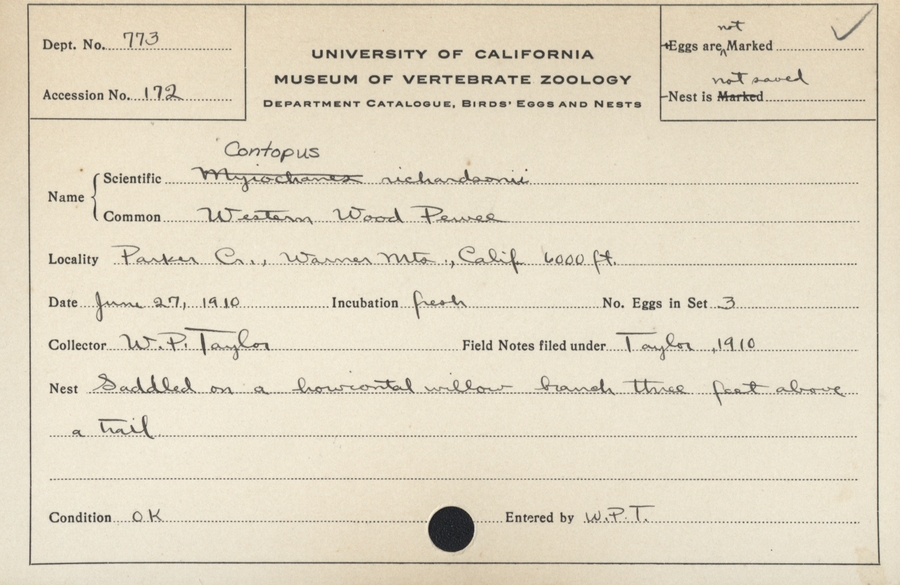 Dept. No. 773
Accession No. 172
UNIVERSITY OF CALIFORNIA
MUSEUM OF VERTEBRATE ZOOLOGY
DEPARTMENT CATALOGUE, BIRDS' EGGS AND NESTS
not
Eggs are Marked
not saved
Nest is Marked
Contopus
Name
Scientific Myiochanes richardsonii
Common Western Wood Pewee
Locality Parker Cr., Warner Mts., Calif 6000 ft.
Date June 27, 1910 Incubation fresh No. Eggs in Set 3
Collector W.P. Taylor Field Notes filed under Taylor, 1910
Nest Saddled on a horizontal willow branch three feet above
a trail
Condition OK Entered by W.P.T.